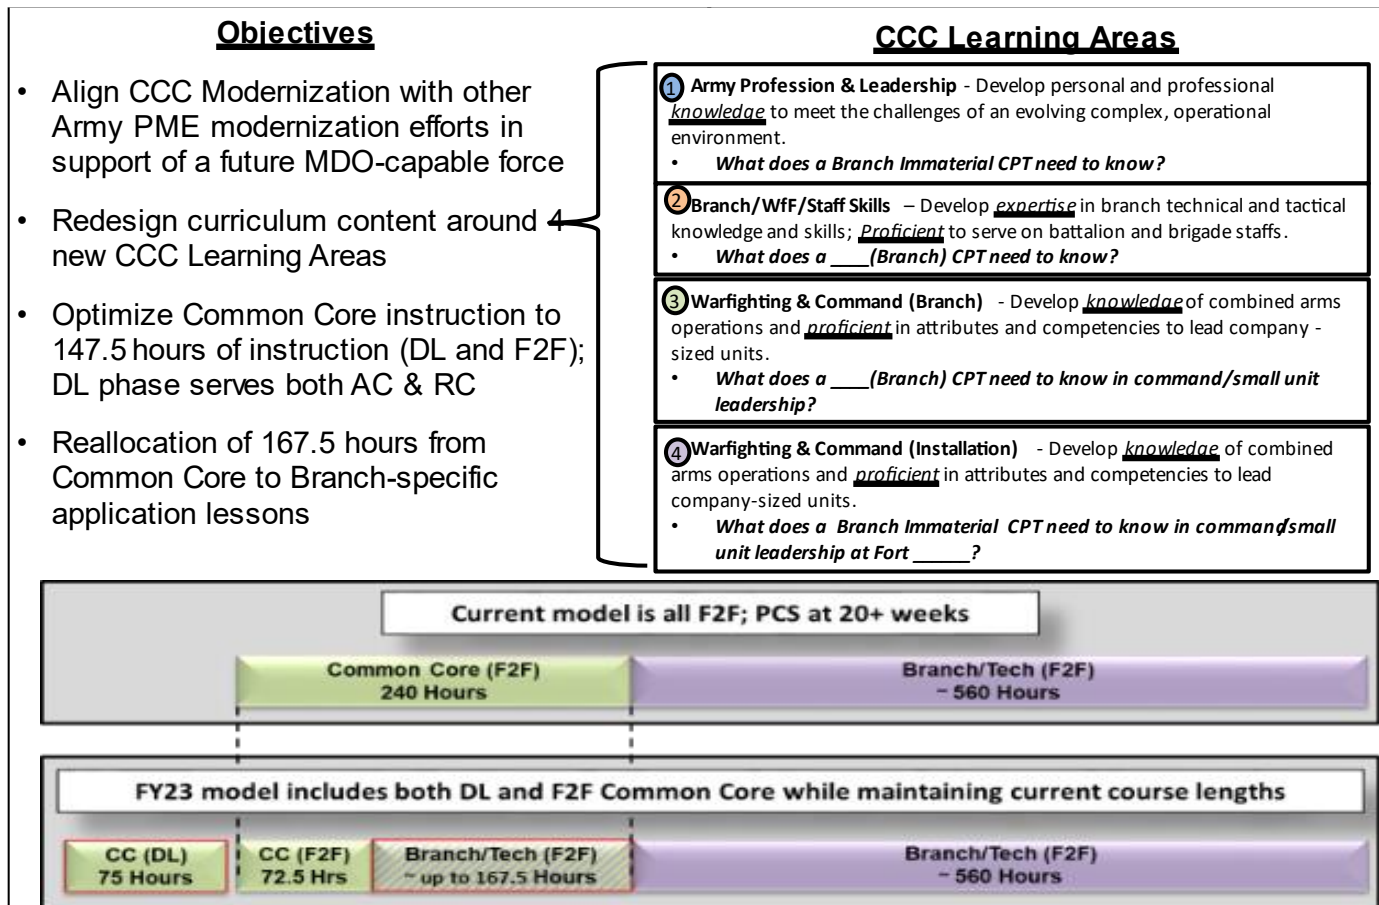 Objectives
• Align CCC Modernization with other
Army PME modernization efforts in
support of a future MDO-capable force
• Redesign curriculum content around 4
new CCC Learning Areas
• Optimize Common Core instruction to
147.5 hours of instruction (DL and F2F);
DL phase serves both AC & RC
• Reallocation of 167.5 hours from
Common Core to Branch-specific
application lessons
CCC Learning Areas
1 Army Profession & Leadership - Develop personal and professional
knowledge to meet the challenges of an evolving complex, operational
environment.
• What does a Branch Immaterial CPT need to know?
2 Branch/WfF/Staff Skills – Develop expertise in branch technical and tactical
knowledge and skills; Proficient to serve on battalion and brigade staffs.
• What does a ____(Branch) CPT need to know?
3 Warfighting & Command (Branch) - Develop knowledge of combined arms
operations and proficient in attributes and competencies to lead company -
sized units.
• What does a ____(Branch) CPT need to know in command/small unit
leadership?
4 Warfighting & Command (Installation) - Develop knowledge of combined
arms operations and proficient in attributes and competencies to lead
company-sized units.
• What does a Branch Immaterial CPT need to know in command/small
unit leadership at Fort ______?
Current model is all F2F; PCS at 20+ weeks
Common Core (F2F)
240 Hours
Branch/Tech (F2F)
~ 560 Hours
FY23 model includes both DL and F2F Common Core while maintaining current course lengths
CC (DL)
75 Hours
CC (F2F)
72.5 Hrs
Branch/Tech (F2F)
~ up to 167.5 Hours
Branch/Tech (F2F)
~ 560 Hours